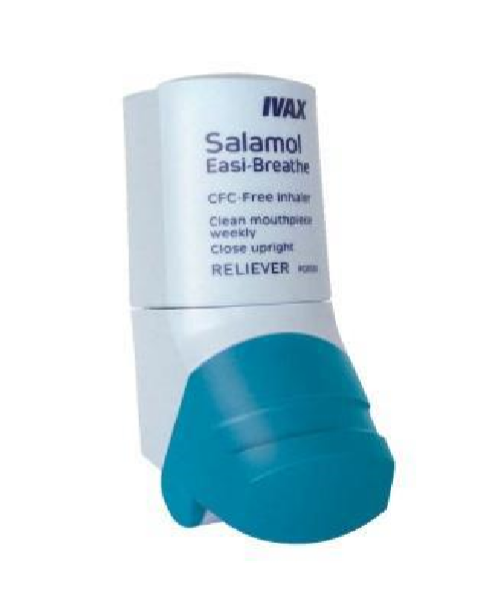 IVAX
Salamol
Easi-Breathe
CFC-Free Inhaler
Clean mouthpiece
weekly
Close upright
RELIEVER